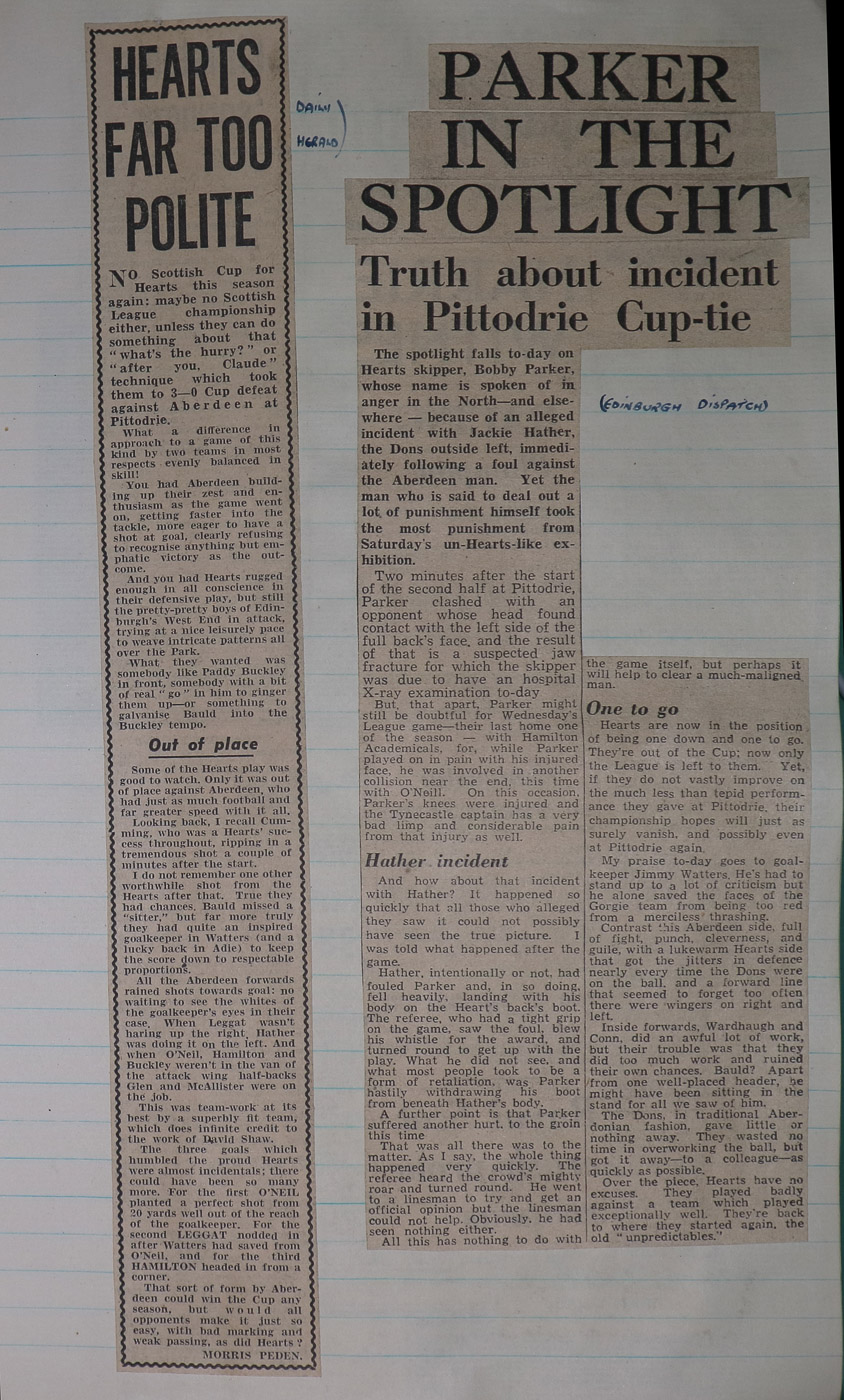 HEARTS
FAR TOO
POLITE
DAILY
HERALD
NO Scottish Cup for
Hearts this season
again: maybe no Scottish
League championship
either, unless they can do
something about that
"what's the hurry?" or
"after you, Claude"
technique which took
them to 3—0 Cup defeat
against Aberdeen at
Pittodrie.
What a difference in
approach to a game of this
kind by two teams in most
respects evenly balanced in
skill!
You had Aberdeen build-
ing up their zest and en-
thusiasm as the game went
on, getting faster into the
tackle, more eager to have a
shot at goal, clearly refusing
to recognise anything but em-
phatic victory as the out-
come.
And you had Hearts rugged
enough in all conscience in
their defensive play, but still
the pretty-pretty boys of Edin-
burgh's West End in attack,
trying at a nice leisurely pace
to weave intricate patterns all
over the Park.
What they wanted was
somebody like Paddy Buckley
in front, somebody with a bit
of real "go" in him to ginger
them up—or something to
galvanise Bauld into the
Buckley tempo.
Out of place
Some of the Hearts play was
good to watch. Only it was out
of place against Aberdeen, who
had just as much football and
far greater speed with it all.
Looking back, I recall Cum-
ming, who was a Hearts' suc-
cess throughout, ripping in a
tremendous shot a couple of
minutes after the start.
I do not remember one other
worthwhile shot from the
Hearts after that. True they
had chances, Bauld missed a
"sitter," but far more truly
they had quite an inspired
goalkeeper in Watters (and a
lucky back in Adie) to keep
the score down to respectable
proportions.
All the Aberdeen forwards
rained shots towards goal: no
waiting to see the whites of
the goalkeeper's eyes in their
case. When Leggat wasn't
haring up the right, Hather
was doing it on the left. And
when O'Neil, Hamilton and
Buckley weren't in the van of
the attack wing half-backs
Glen and McAllister were on
the job.
This was team-work at its
best by a superbly fit team,
which does infinite credit to
the work of David Shaw.
The three goals which
humbled the proud Hearts
were almost incidentals; there
could have been so many
more. For the first O'NEIL
planted a perfect shot from
20 yards well out of the reach
of the goalkeeper. For the
second LEGGAT nodded in
after Watters had saved from
O'Neil, and for the third
HAMILTON headed in from a
corner.
That sort of form by Aber-
deen could win the Cup any
season, but would all
opponents make it just so
easy, with bad marking and
weak passing, as did Hearts?
MORRIS PEDEN.
PARKER
IN THE
SPOTLIGHT
Truth about incident
in Pittodrie Cup-tie
(EDINBURGH DISPATCH)
The spotlight falls to-day on
Hearts skipper, Bobby Parker,
whose name is spoken of in
anger in the North—and else-
where — because of an alleged
incident with Jackie Hather,
the Dons outside left, immedi-
ately following a foul against
the Aberdeen man. Yet the
man who is said to deal out a
lot of punishment himself took
the most punishment from
Saturday's un-Hearts-like ex-
hibition.
Two minutes after the start
of the second half at Pittodrie,
Parker clashed with an
opponent whose head found
contact with the left side of the
full back's face, and the result
of that is a suspected jaw
fracture for which the skipper
was due to have an hospital
X-ray examination to-day
But, that apart, Parker might
still be doubtful for Wednesday's
League game—their last home one
of the season — with Hamilton
Academicals, for, while Parker
played on in pain with his injured
face, he was involved in another
collision near the end, this time
with O'Neill. On this occasion,
Parker's knees were injured and
the Tynecastle captain has a very
bad limp and considerable pain
from that injury as well.
Hather incident
And how about that incident
with Hather? It happened so
quickly that all those who alleged
they saw it could not possibly
have seen the true picture. I
was told what happened after the
game.
Hather, intentionally or not, had
fouled Parker and, in so doing,
fell heavily, landing with his
body on the Heart's back's boot.
The referee, who had a tight grip
on the game, saw the foul, blew
his whistle for the award, and
turned round to get up with the
play. What he did not see, and
what most people took to be a
form of retaliation, was Parker
hastily withdrawing his boot
from beneath Hather's body.
A further point is that Parker
suffered another hurt, to the groin
this time
That was all there was to the
matter. As I say, the whole thing
happened very quickly. The
referee heard the crowd's mighty
roar and turned round. He went
to a linesman to try and get an
official opinion but the linesman
could not help. Obviously, he had
seen nothing either.
All this has nothing to do with
the game itself, but perhaps it
will help to clear a much-maligned
man.
One to go
Hearts are now in the position
of being one down and one to go.
They're out of the Cup; now only
the League is left to them. Yet,
if they do not vastly improve on
the much less than tepid perform-
ance they gave at Pittodrie, their
championship hopes will just as
surely vanish, and possibly even
at Pittodrie again.
My praise to-day goes to goal-
keeper Jimmy Watters. He's had to
stand up to a lot of criticism but
he alone saved the faces of the
Gorgie team from being too red
from a merciless thrashing.
Contrast this Aberdeen side, full
of fight, punch, cleverness, and
guile, with a lukewarm Hearts side
that got the jitters in defence
nearly every time the Dons were
on the ball, and a forward line
that seemed to forget too often
there were wingers on right and
left.
Inside forwards, Wardhaugh and
Conn, did an awful lot of work,
but their trouble was that they
did too much work and ruined
their own chances. Bauld? Apart
from one well-placed header, he
might have been sitting in the
stand for all we saw of him.
The Dons, in traditional Aber-
donian fashion, gave little or
nothing away. They wasted no
time in overworking the ball, but
got it away—to a colleague—as
quickly as possible.
Over the piece, Hearts have no
excuses. They played badly
against a team which played
exceptionally well. They're back
to where they started again, the
old "unpredictables."